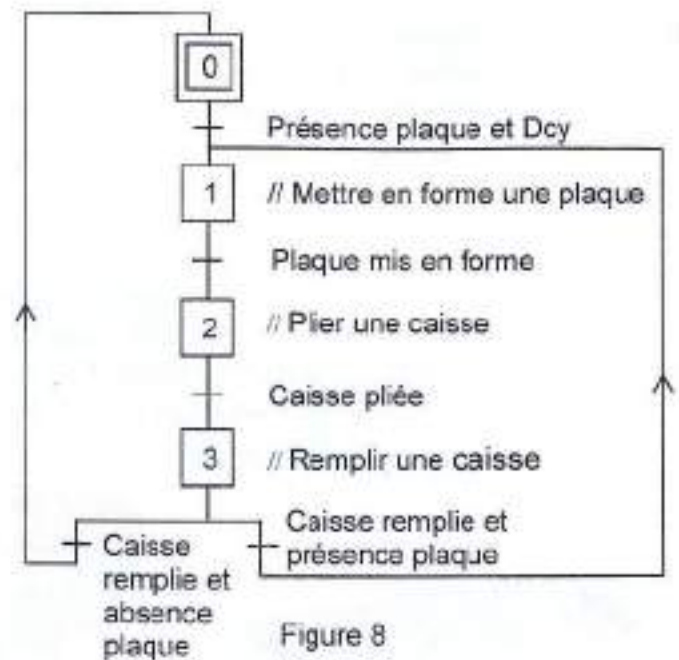 0
Présence plaque et Dcy
1
// Mettre en forme une plaque
Plaque mis en forme
2
// Plier une caisse
Caisse pliée
3
// Remplir une caisse
Caisse
remplie et
absence
plaque
Caisse remplie et
présence plaque
Figure 8